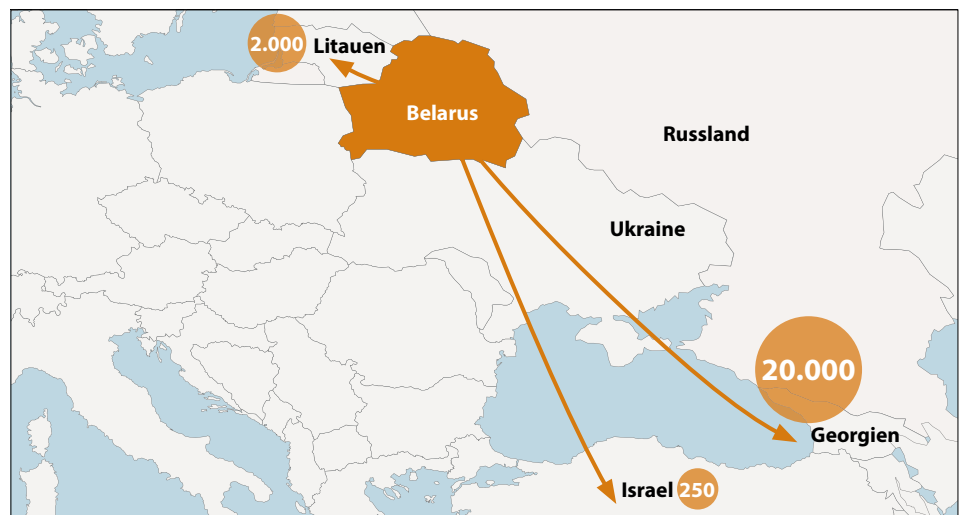 2.000 Litauen
Belarus
Russland
Ukraine
20.000
Georgien
Israel 250